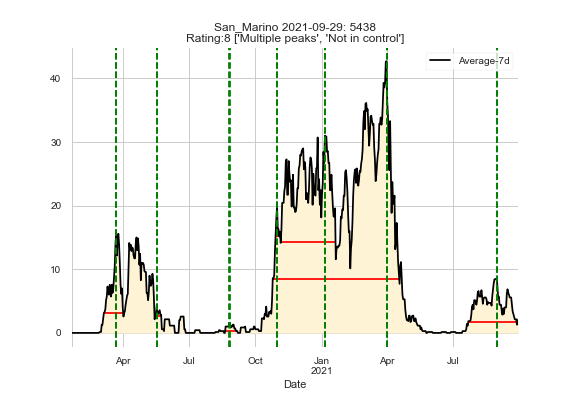 San_Marino 2021-09-29: 5438
Rating:8 ['Multiple peaks', 'Not in control']
Average-7d
40
30
20
10
0
Apr Jul Oct Jan Apr Jul
2021
Date